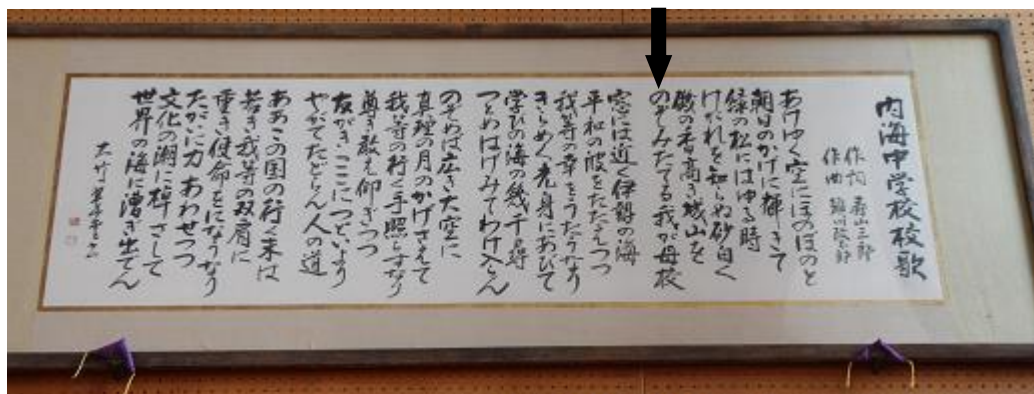 内海中学校校歌
作詞 森山三郎
作曲
あけゆく空にほのぼのと
朝日のかげに輝きて
緑の松にはゆる時
けがれを知らぬ砂白く
磯の香高き城山を
のぞみたてる我が母校
窓には近く伊勢の海
平和の波をたたえつつ
我等の幸をうたうなり
きらめく光身にあびて
学びの海の幾千尋
つとめはげみてわけ入らん
のぞめば広き大空に
真理の月のかげさえて
我等の行く手照らすなり
尊き教え仰ぎつつ
友がきここにつどいより
やがてたどらん人の道
ああこの国の行く末は
若き我等の双肩に
重き使命をになうなり
たがいに力あわせつつ
文化の潮に棹さして
世界の海に漕ぎ出でん